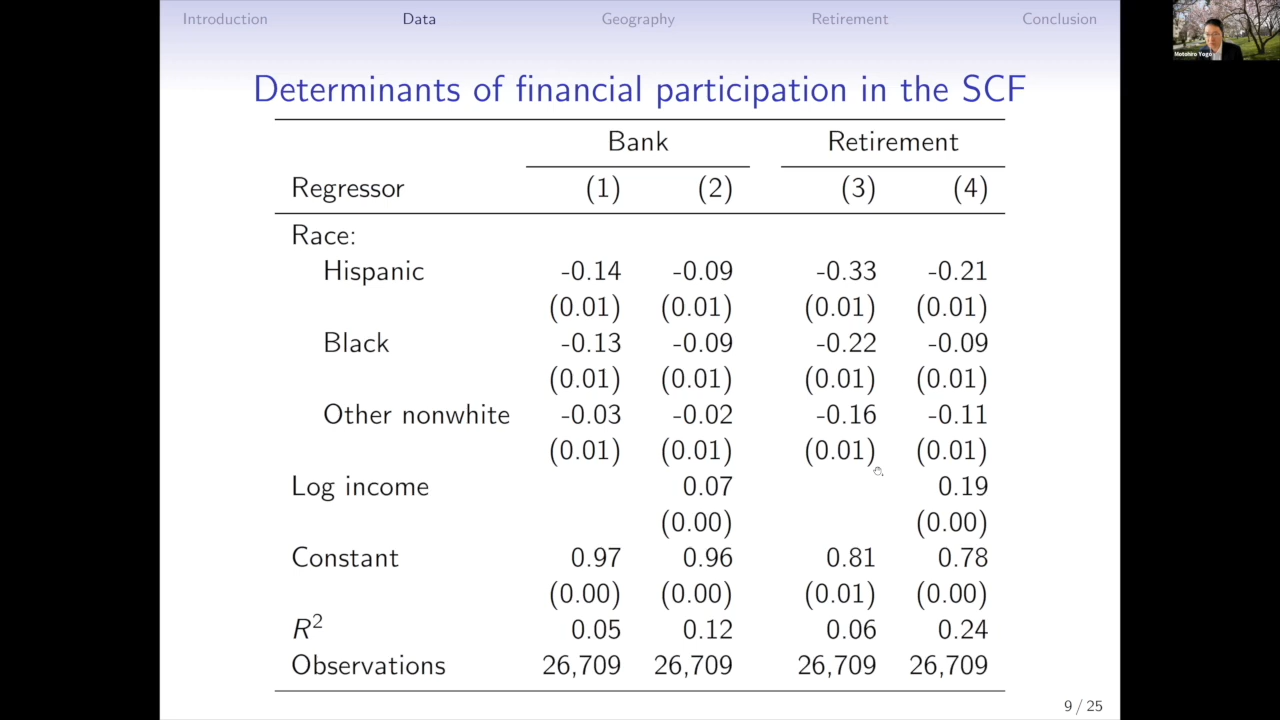 Introduction Data Geography Retirement Conclusion
Motohiro Yogo
Determinants of financial participation in the SCF
Bank Retirement
Regressor (1) (2) (3) (4)
Race:
Hispanic -0.14 -0.09 -0.33 -0.21
(0.01) (0.01) (0.01) (0.01)
Black -0.13 -0.09 -0.22 -0.09
(0.01) (0.01) (0.01) (0.01)
Other nonwhite -0.03 -0.02 -0.16 -0.11
(0.01) (0.01) (0.01) (0.01)
Log income 0.07 0.19
(0.00) (0.00)
Constant 0.97 0.96 0.81 0.78
(0.00) (0.00) (0.01) (0.00)
R² 0.05 0.12 0.06 0.24
Observations 26,709 26,709 26,709 26,709
9 / 25